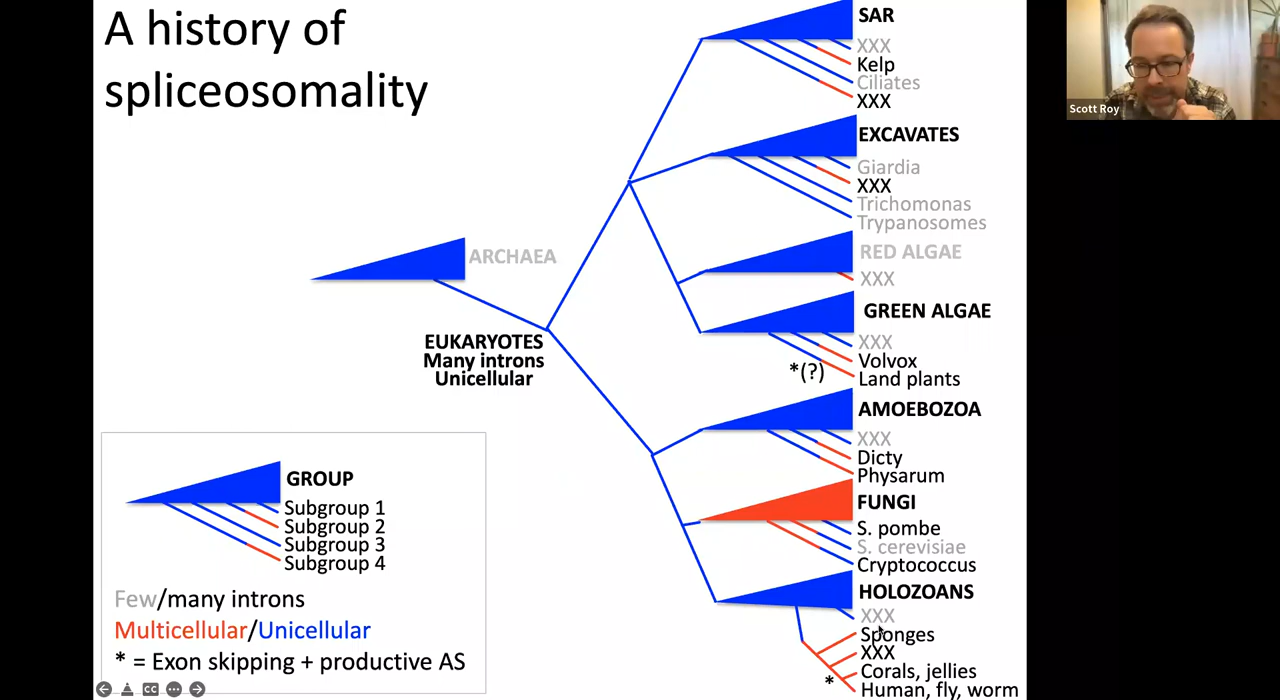 A history of
spliceosomality
SAR
XXX
Kelp
Ciliates
XXX
EXCAVATES
Giardia
XXX
Trichomonas
Trypanosomes
ARCHAEA
RED ALGAE
XXX
GREEN ALGAE
XXX
Volvox
*(?)
Land plants
EUKARYOTES
Many introns
Unicellular
AMOEBOZOA
XXX
Dicty
Physarum
FUNGI
S. pombe
S. cerevisiae
Cryptococcus
HOLOZOANS
XXX
Sponges
XXX
Corals, jellies
*
Human, fly, worm
GROUP
Subgroup 1
Subgroup 2
Subgroup 3
Subgroup 4
Few/many introns
Multicellular/Unicellular
* = Exon skipping + productive AS
CC
Scott Roy